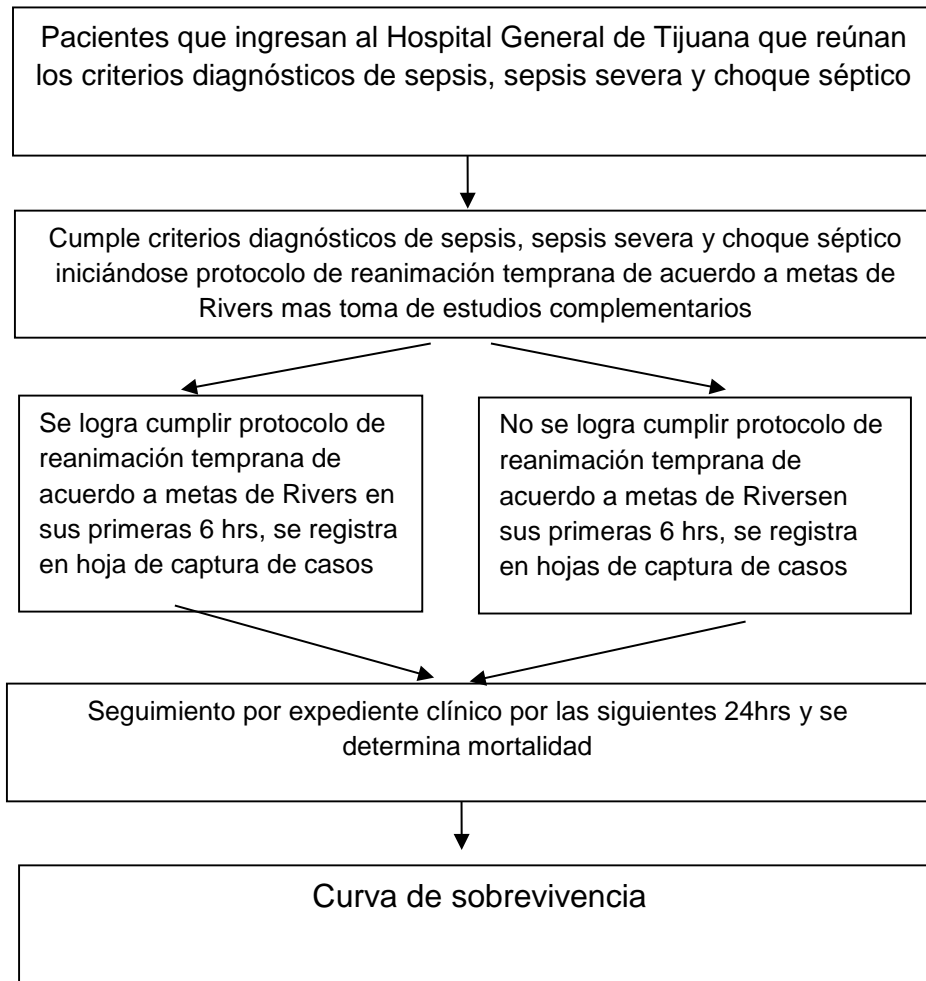 Pacientes que ingresan al Hospital General de Tijuana que reúnan
los criterios diagnósticos de sepsis, sepsis severa y choque séptico
Cumple criterios diagnósticos de sepsis, sepsis severa y choque séptico
iniciándose protocolo de reanimación temprana de acuerdo a metas de
Rivers mas toma de estudios complementarios
Se logra cumplir protocolo de
reanimación temprana de
acuerdo a metas de Rivers en
sus primeras 6 hrs, se registra
en hoja de captura de casos
No se logra cumplir protocolo de
reanimación temprana de
acuerdo a metas de Riversen
sus primeras 6 hrs, se registra
en hojas de captura de casos
Seguimiento por expediente clínico por las siguientes 24hrs y se
determina mortalidad
Curva de sobrevivencia